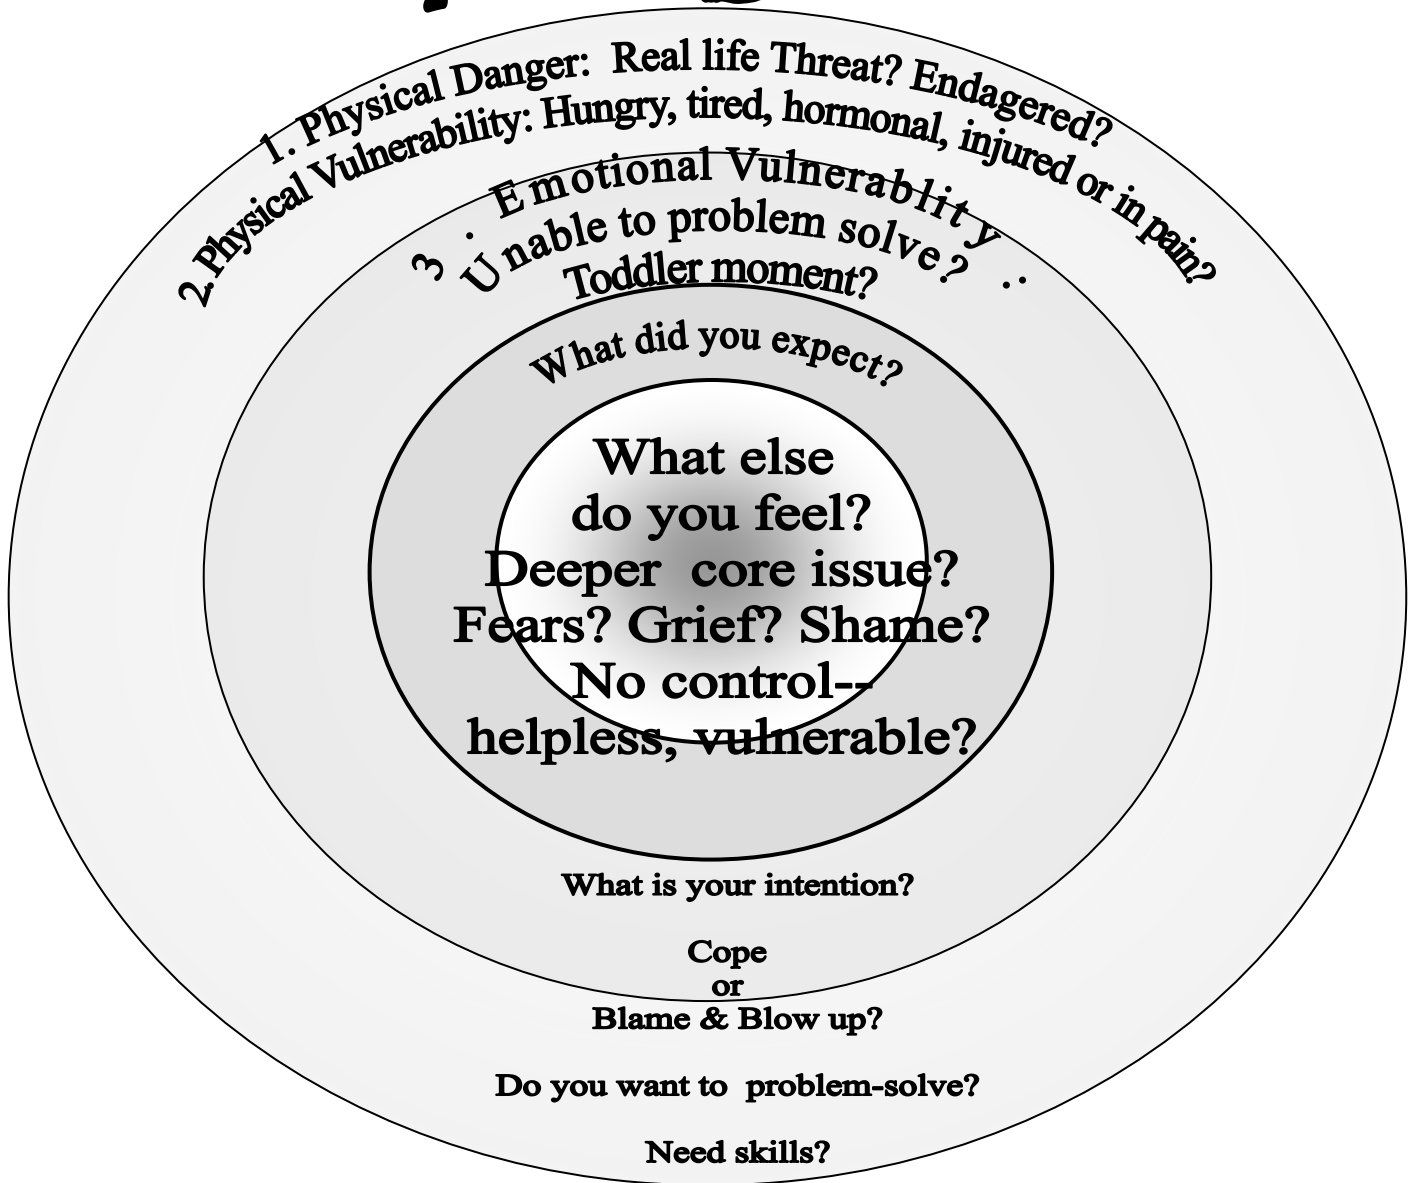 1. Physical Danger: Real life Threat? Endagered?
2. Physical Vulnerability: Hungry, tired, hormonal, injured or in pain?
3. Emotional Vulnerablity:
Unable to problem solve?
Toddler moment?
What did you expect?
What else
do you feel?
Deeper core issue?
Fears? Grief? Shame?
No control--
helpless, vulnerable?
What is your intention?
Cope
or
Blame & Blow up?
Do you want to problem-solve?
Need skills?